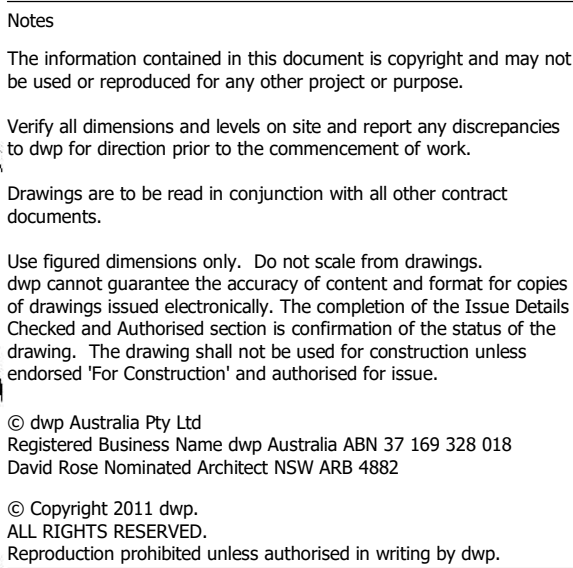 Notes
The information contained in this document is copyright and may not
be used or reproduced for any other project or purpose.
Verify all dimensions and levels on site and report any discrepancies
to dwp for direction prior to the commencement of work.
Drawings are to be read in conjunction with all other contract
documents.
Use figured dimensions only.  Do not scale from drawings.
dwp cannot guarantee the accuracy of content and format for copies
of drawings issued electronically. The completion of the Issue Details
Checked and Authorised section is confirmation of the status of the
drawing.  The drawing shall not be used for construction unless
endorsed 'For Construction' and authorised for issue.
© dwp Australia Pty Ltd
Registered Business Name dwp Australia ABN 37 169 328 018
David Rose Nominated Architect NSW ARB 4882
© Copyright 2011 dwp.
ALL RIGHTS RESERVED.
Reproduction prohibited unless authorised in writing by dwp.